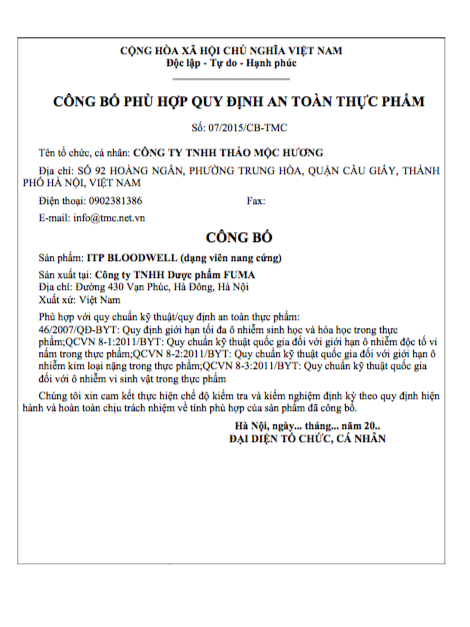 CỘNG HÒA XÃ HỘI CHỦ NGHĨA VIỆT NAM
Độc lập - Tự do - Hạnh phúc
CÔNG BỐ PHÙ HỢP QUY ĐỊNH AN TOÀN THỰC PHẨM
Số: 07/2015/CB-TMC
Tên tổ chức, cá nhân: CÔNG TY TNHH THẢO MỘC HƯƠNG
Địa chỉ: SỐ 92 HOÀNG NGÂN, PHƯỜNG TRUNG HÒA, QUẬN CẦU GIẤY, THÀNH
PHỐ HÀ NỘI, VIỆT NAM
Điện thoại: 0902381386 Fax:
E-mail: info@tmc.net.vn
CÔNG BỐ
Sản phẩm: ITP BLOODWELL (dạng viên nang cứng)
Sản xuất tại: Công ty TNHH Dược phẩm FUMA
Địa chỉ: Đường 430 Vạn Phúc, Hà Đông, Hà Nội
Xuất xứ: Việt Nam
Phù hợp với quy chuẩn kỹ thuật/quy định an toàn thực phẩm:
46/2007/QĐ-BYT: Quy định giới hạn tối đa ô nhiễm sinh học và hóa học trong thực
phẩm;QCVN 8-1:2011/BYT: Quy chuẩn kỹ thuật quốc gia đối với giới hạn ô nhiễm độc tố vi
nấm trong thực phẩm;QCVN 8-2:2011/BYT: Quy chuẩn kỹ thuật quốc gia đối với giới hạn ô
nhiễm kim loại nặng trong thực phẩm;QCVN 8-3:2011/BYT: Quy chuẩn kỹ thuật quốc gia
đối với ô nhiễm vi sinh vật trong thực phẩm
Chúng tôi xin cam kết thực hiện chế độ kiểm tra và kiểm nghiệm định kỳ theo quy định hiện
hành và hoàn toàn chịu trách nhiệm về tính phù hợp của sản phẩm đã công bố.
Hà Nội, ngày... tháng... năm 20..
ĐẠI DIỆN TỔ CHỨC, CÁ NHÂN